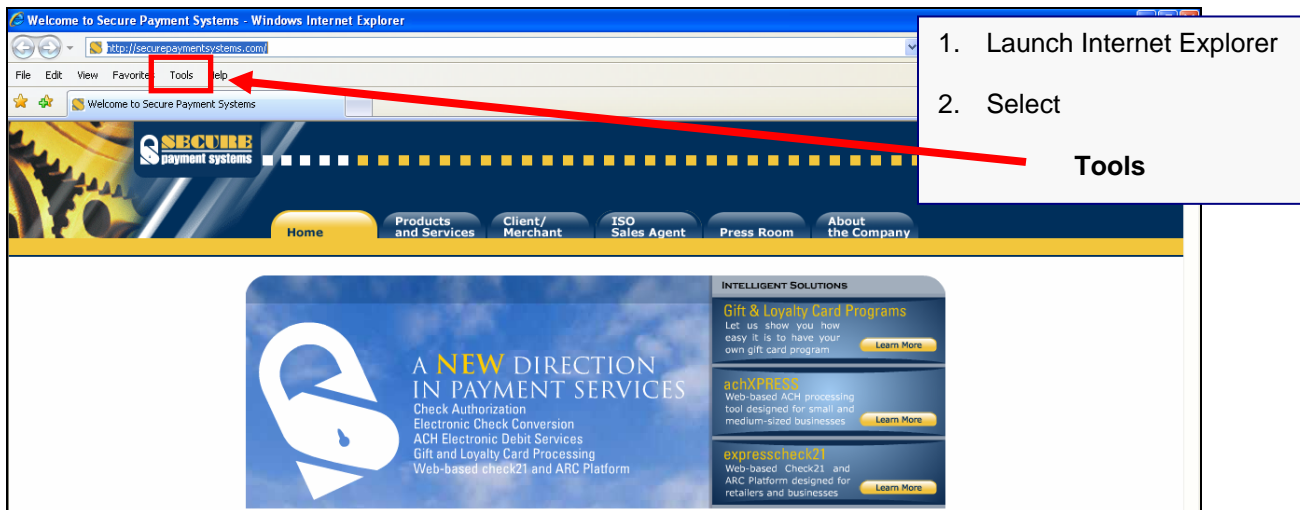 Welcome to Secure Payment Systems - Windows Internet Explorer
http://securepaymentsystems.com/
File Edit View Favorites Tools Help
Welcome to Secure Payment Systems
1. Launch Internet Explorer
2. Select
Tools
SECURE
payment systems
Home
Products
and Services
Client/
Merchant
ISO
Sales Agent
Press Room
About
the Company
A NEW DIRECTION
IN PAYMENT SERVICES
Check Authorization
Electronic Check Conversion
ACH Electronic Debit Services
Gift and Loyalty Card Processing
Web-based check21 and ARC Platform
INTELLIGENT SOLUTIONS
Gift & Loyalty Card Programs
Let us show you how
easy it is to have your
own gift card program
Learn More
achXPRESS
Web-based ACH processing
tool designed for small and
medium-sized businesses
Learn More
expresscheck21
Web-based Check21 and
ARC Platform designed for
retailers and businesses
Learn More